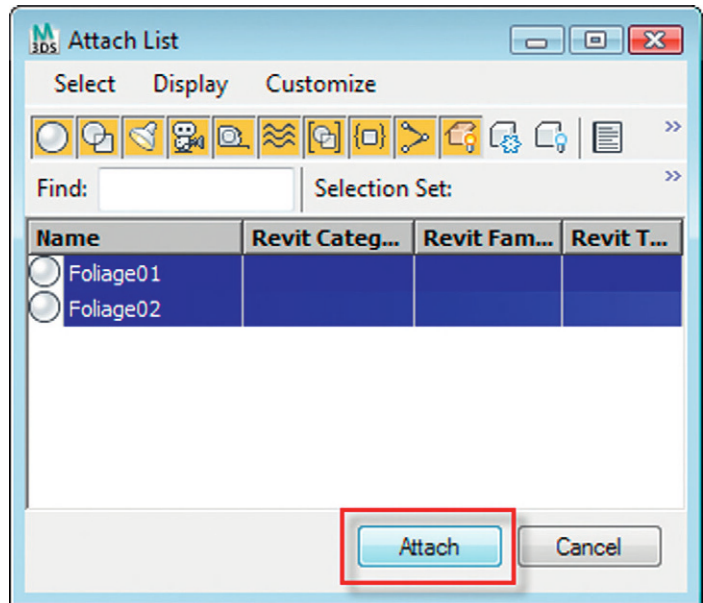 M
3DS Attach List
Select Display Customize
»
Find: Selection Set: »
Name Revit Categ... Revit Fam... Revit T...
Foliage01
Foliage02
Attach Cancel